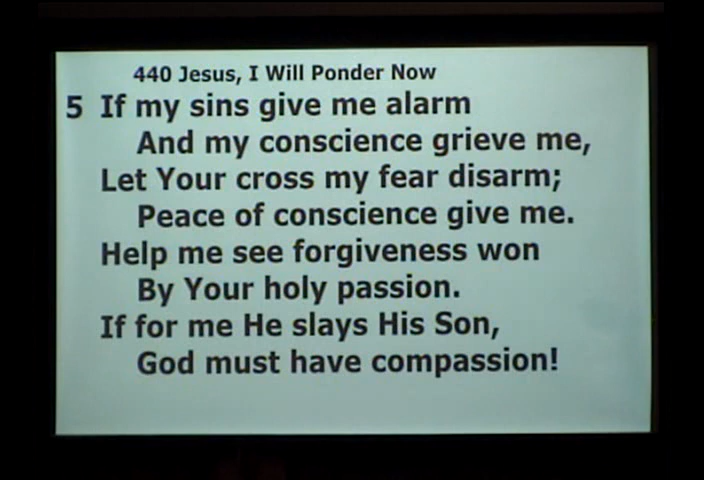 440 Jesus, I Will Ponder Now
5 If my sins give me alarm
And my conscience grieve me,
Let Your cross my fear disarm;
Peace of conscience give me.
Help me see forgiveness won
By Your holy passion.
If for me He slays His Son,
God must have compassion!